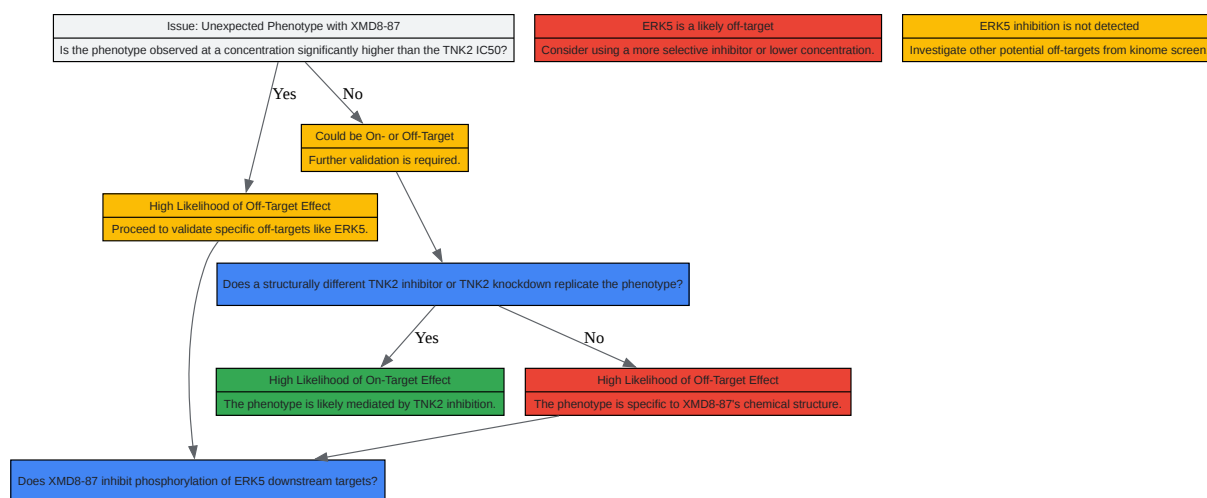 Issue: Unexpected Phenotype with XMD8-87
Is the phenotype observed at a concentration significantly higher than the TNK2 IC50?
ERK5 is a likely off-target
Consider using a more selective inhibitor or lower concentration.
ERK5 inhibition is not detected
Investigate other potential off-targets from kinome screen.
Yes
No
Could be On- or Off-Target
Further validation is required.
High Likelihood of Off-Target Effect
Proceed to validate specific off-targets like ERK5.
Does a structurally different TNK2 inhibitor or TNK2 knockdown replicate the phenotype?
Yes
No
High Likelihood of On-Target Effect
The phenotype is likely mediated by TNK2 inhibition.
High Likelihood of Off-Target Effect
The phenotype is specific to XMD8-87's chemical structure.
Does XMD8-87 inhibit phosphorylation of ERK5 downstream targets?